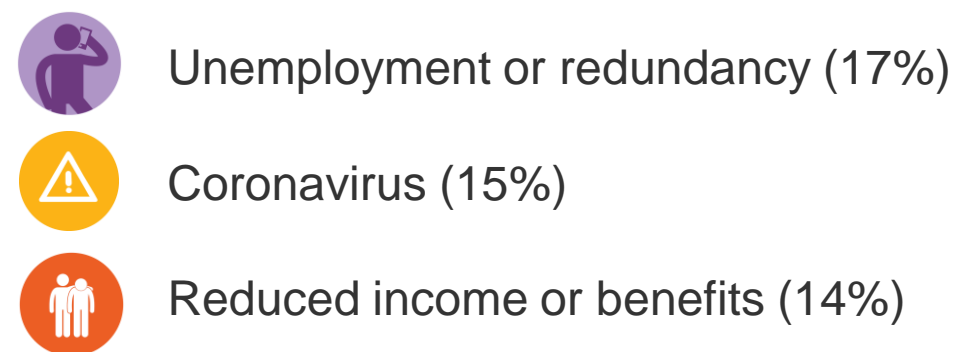 Unemployment or redundancy (17%)
Coronavirus (15%)
Reduced income or benefits (14%)